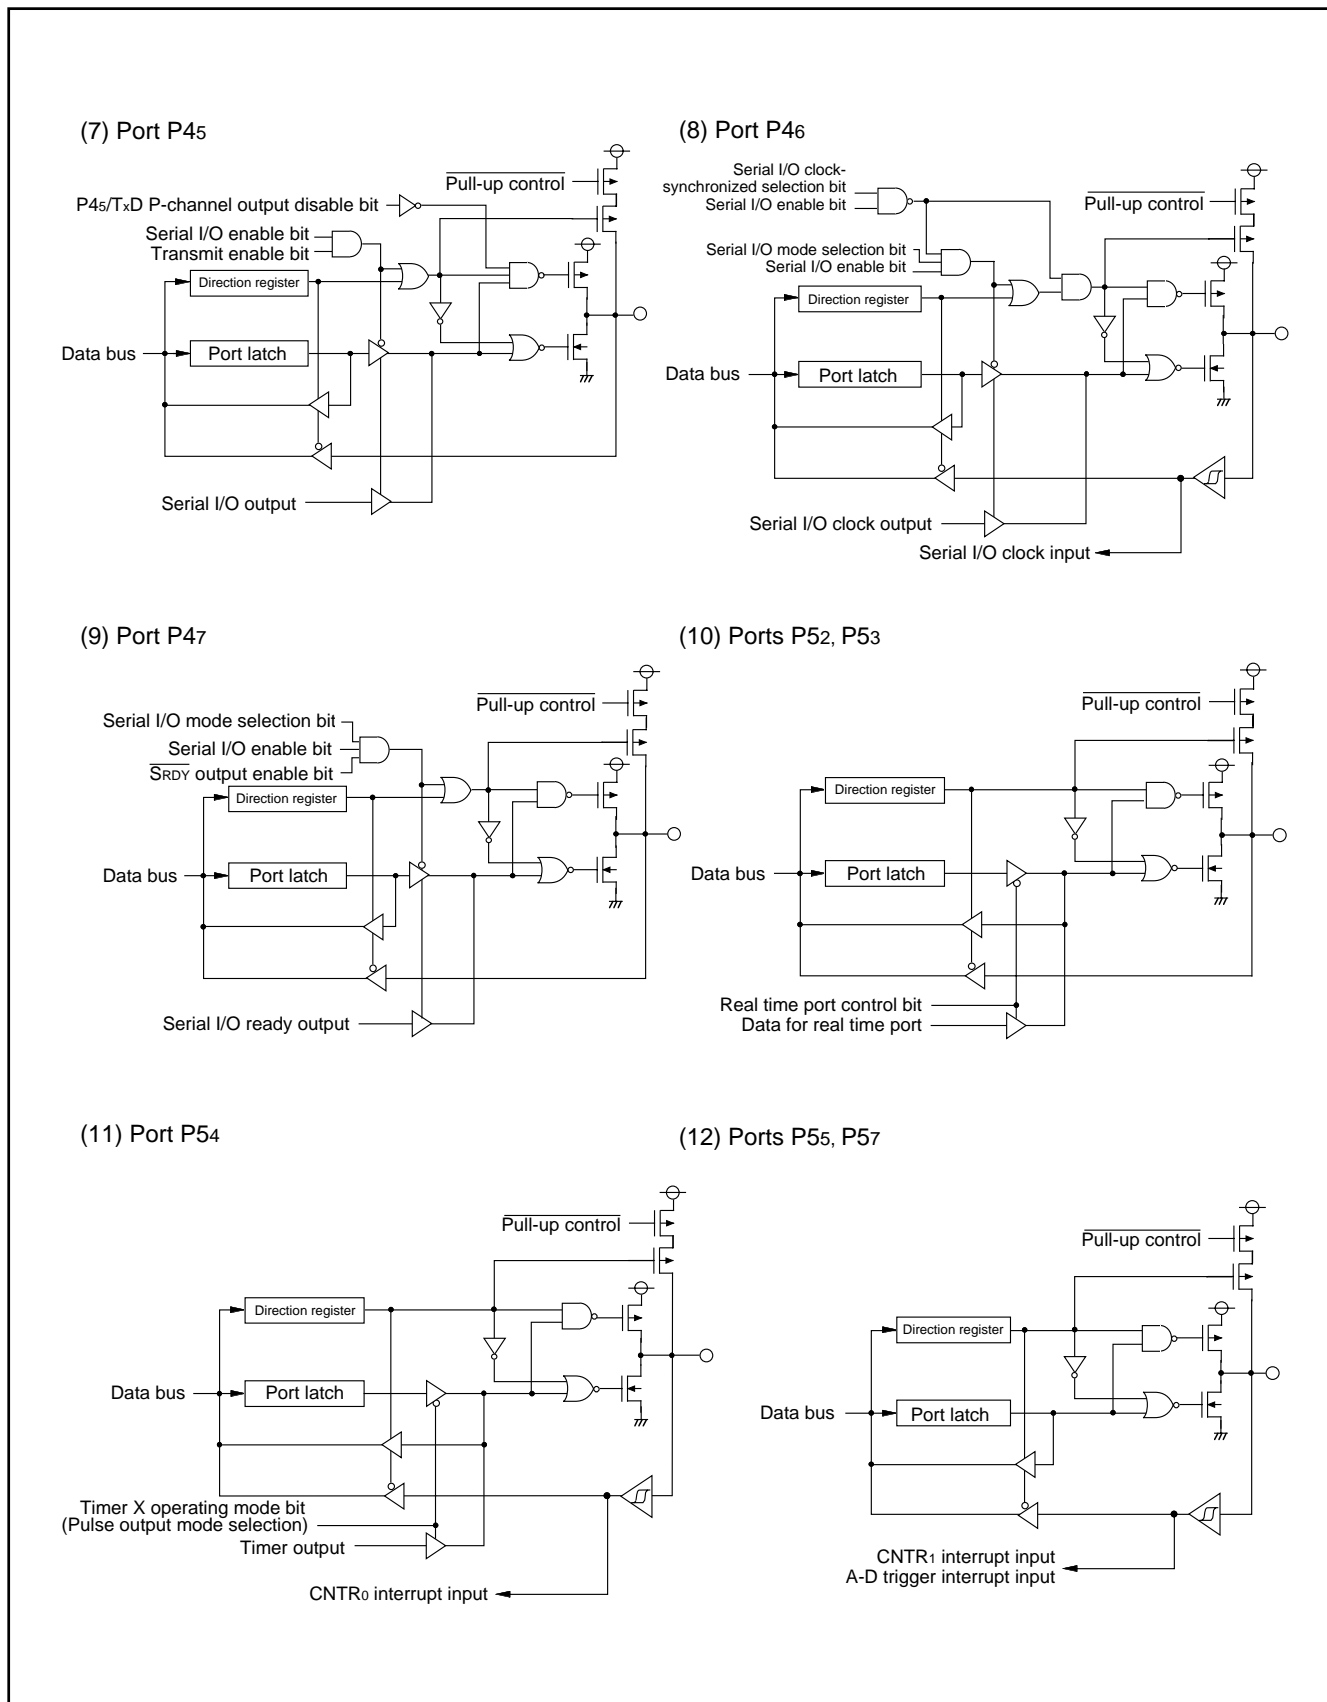 (7) Port P45
Pull-up control
P45/TxD P-channel output disable bit
Serial I/O enable bit
Transmit enable bit
Direction register
Data bus
Port latch
Serial I/O output
(8) Port P46
Serial I/O clock-
synchronized selection bit
Serial I/O enable bit
Pull-up control
Serial I/O mode selection bit
Serial I/O enable bit
Direction register
Data bus
Port latch
Serial I/O clock output
Serial I/O clock input
(9) Port P47
Pull-up control
Serial I/O mode selection bit
Serial I/O enable bit
SRDY output enable bit
Direction register
Data bus
Port latch
Serial I/O ready output
(10) Ports P52, P53
Pull-up control
Direction register
Data bus
Port latch
Real time port control bit
Data for real time port
(11) Port P54
Pull-up control
Direction register
Data bus
Port latch
Timer X operating mode bit
(Pulse output mode selection)
Timer output
CNTR0 interrupt input
(12) Ports P55, P57
Pull-up control
Direction register
Data bus
Port latch
CNTR1 interrupt input
A-D trigger interrupt input